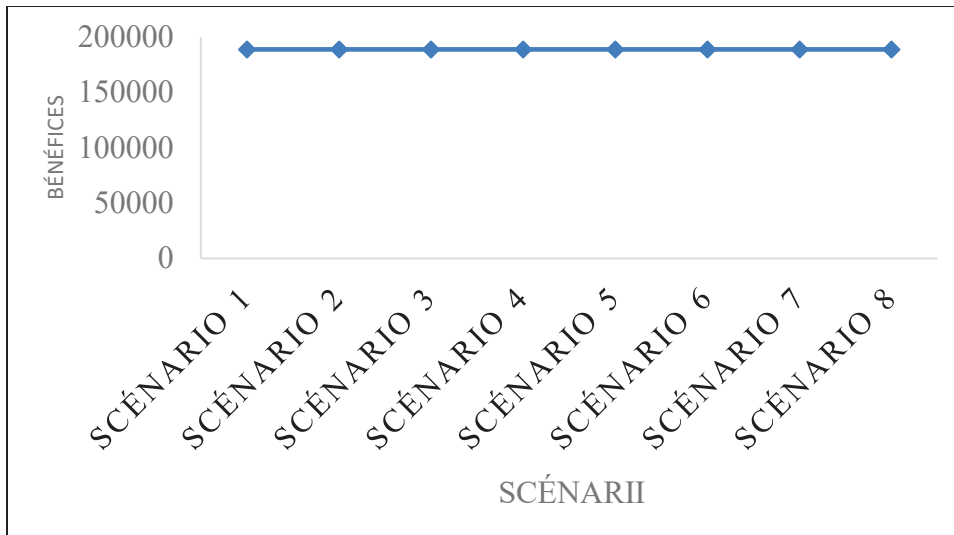 200000
150000
100000
50000
0
BÉNÉFICES
SCÉNARIO 1
SCÉNARIO 2
SCÉNARIO 3
SCÉNARIO 4
SCÉNARIO 5
SCÉNARIO 6
SCÉNARIO 7
SCÉNARIO 8
SCÉNARII